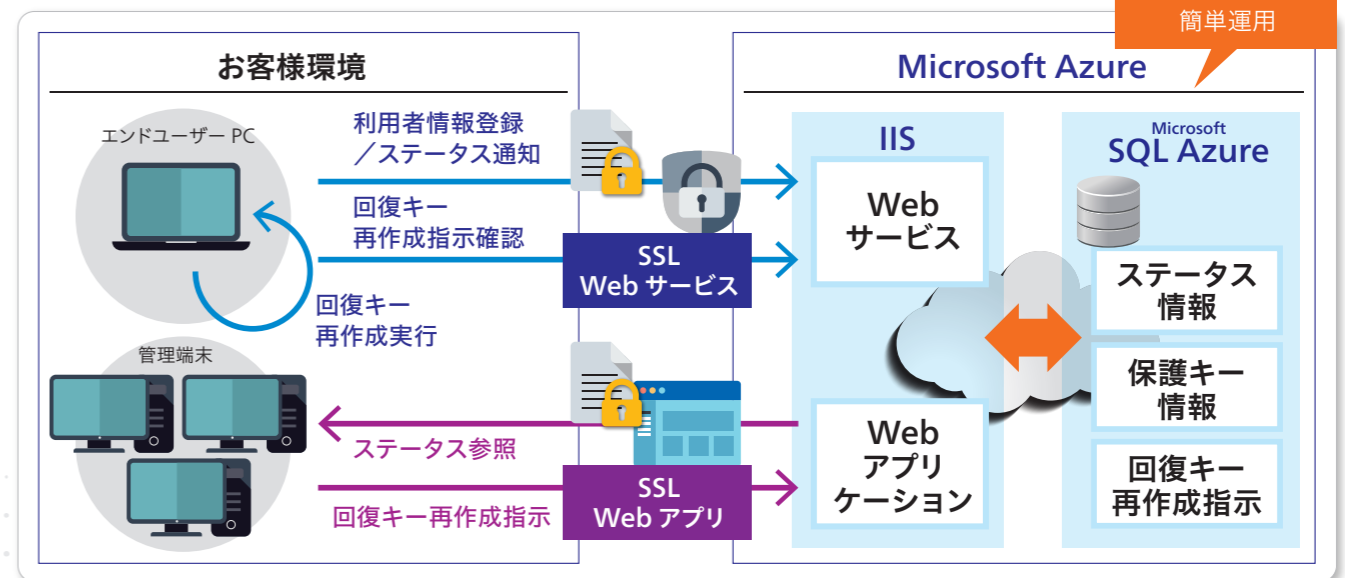 簡単運用
お客様環境
Microsoft Azure
エンドユーザー PC
利用者情報登録
／ステータス通知
回復キー
再作成指示確認
回復キー
再作成実行
SSL
Web サービス
IIS
Web
サービス
Microsoft
SQL Azure
ステータス
情報
保護キー
情報
回復キー
再作成指示
管理端末
ステータス参照
回復キー再作成指示
SSL
Web アプリ
Web
アプリ
ケーション